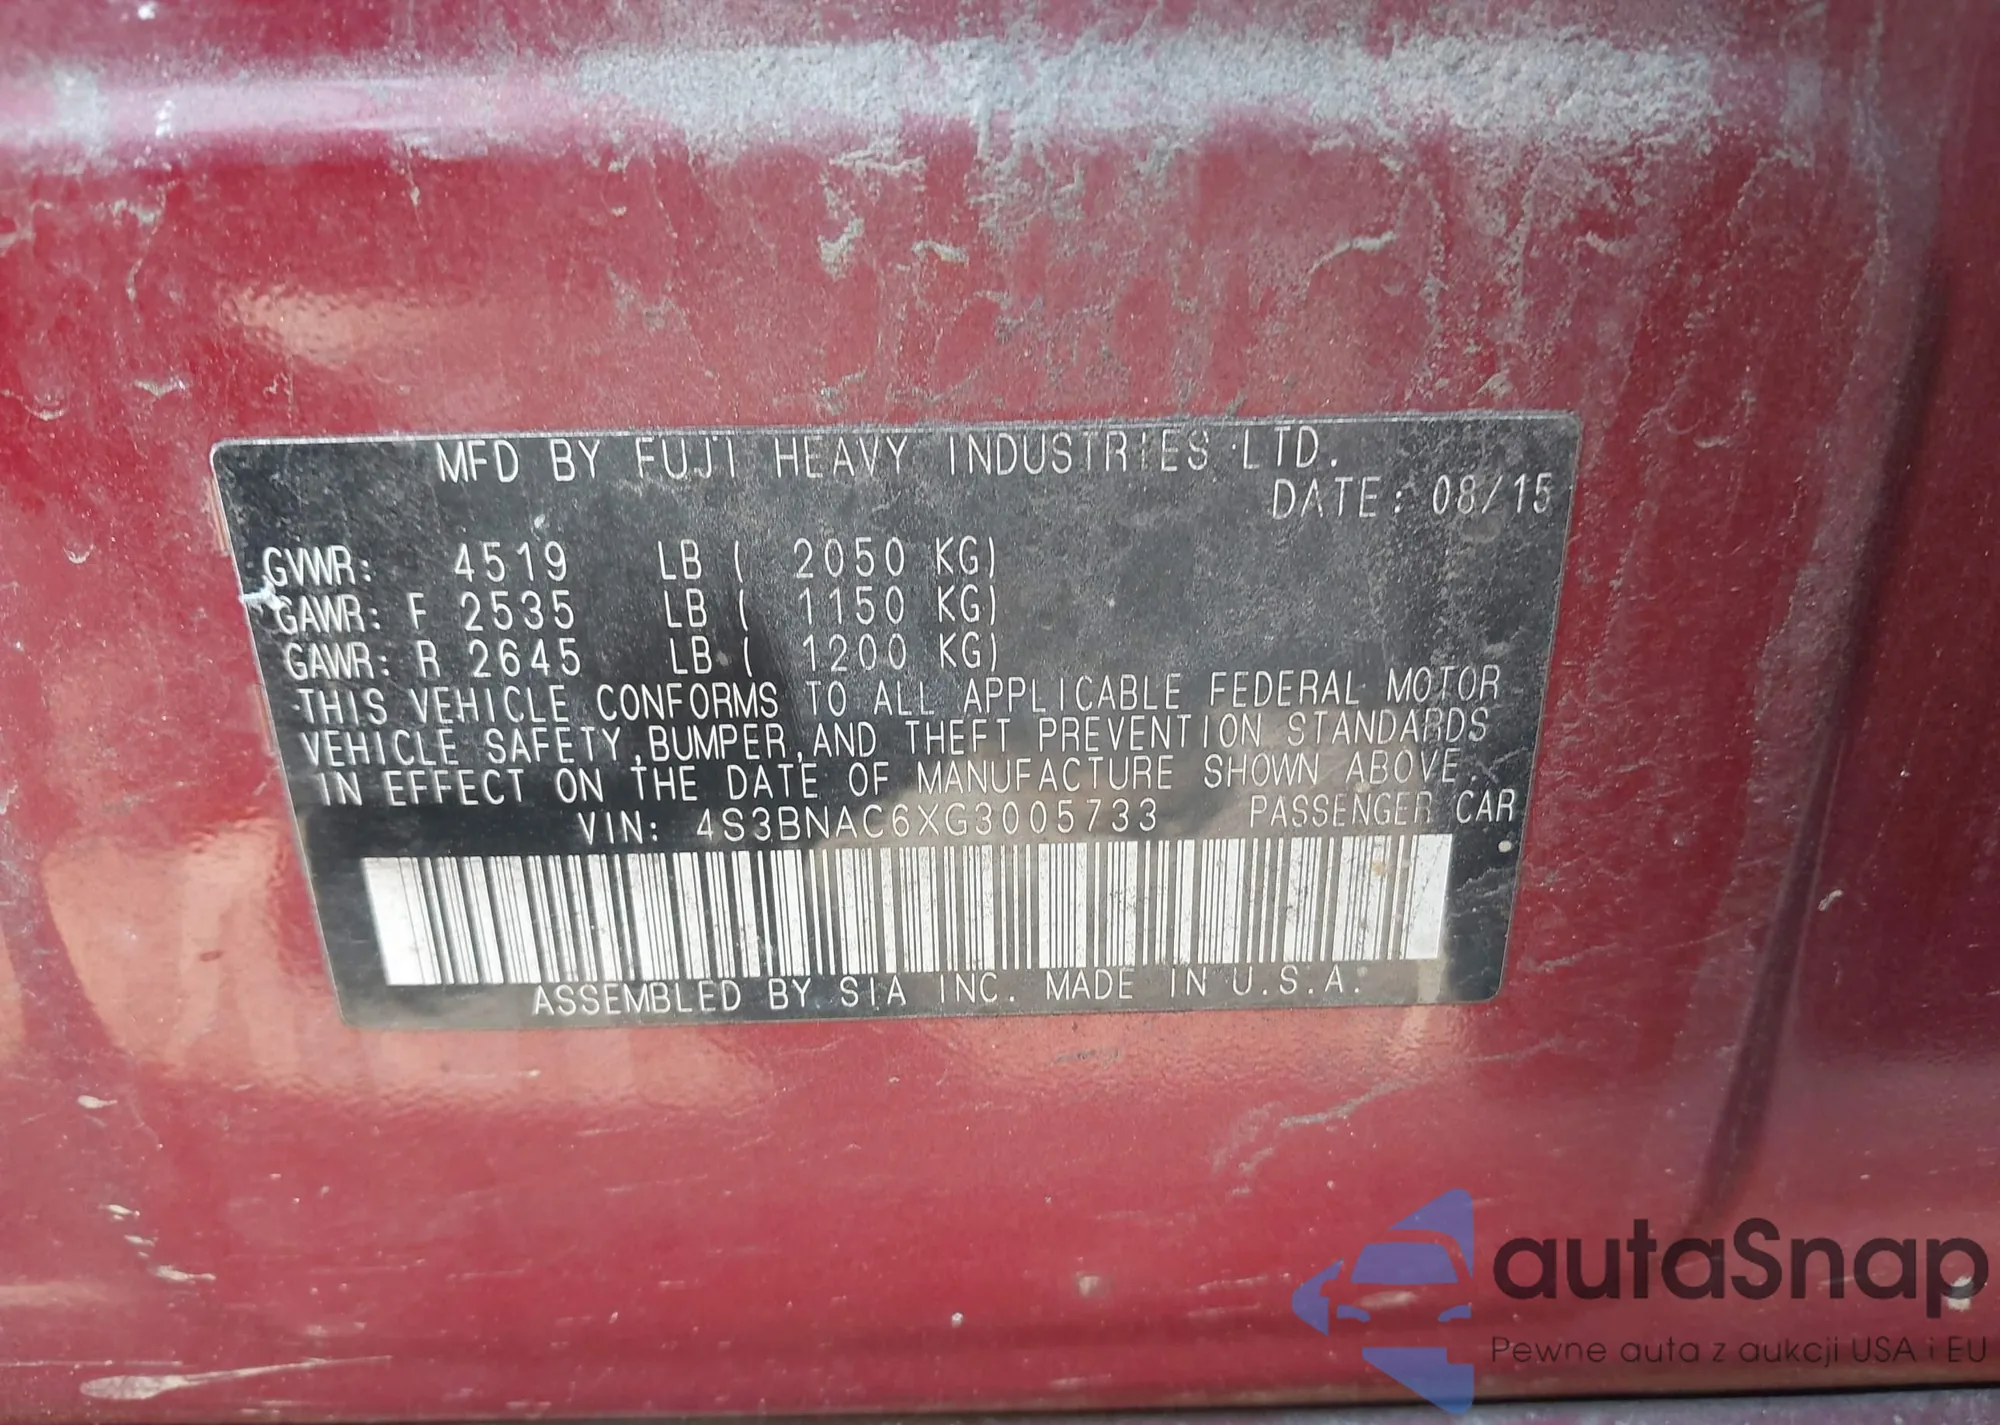 MFD BY FUJI HEAVY INDUSTRIES LTD.
DATE: 08/15
GVWR: 4519 LB ( 2050 KG)
GAWR: F 2535 LB ( 1150 KG)
GAWR: R 2645 LB ( 1200 KG)
THIS VEHICLE CONFORMS TO ALL APPLICABLE FEDERAL MOTOR
VEHICLE SAFETY,BUMPER,AND THEFT PREVENTION STANDARDS
IN EFFECT ON THE DATE OF MANUFACTURE SHOWN ABOVE.
VIN: 4S3BNAC6XG3005733 PASSENGER CAR
ASSEMBLED BY SIA INC. MADE IN U.S.A.
autaSnap
Pewne auta z aukcji USA i EU